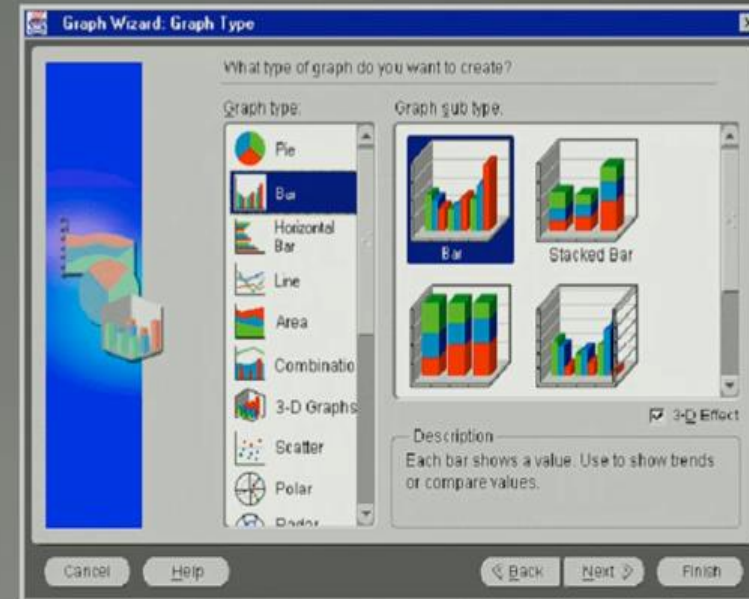 Graph Wizard: Graph Type
What type of graph do you want to create?
Graph type:
Graph sub type:
Pie
Bar
Horizontal
Bar
Line
Area
Combinatio
3-D Graphs
Scatter
Polar
Radar
Bar
Stacked Bar
3-D Effect
Description
Each bar shows a value. Use to show trends
or compare values.
Cancel
Help
Back
Next
Finish